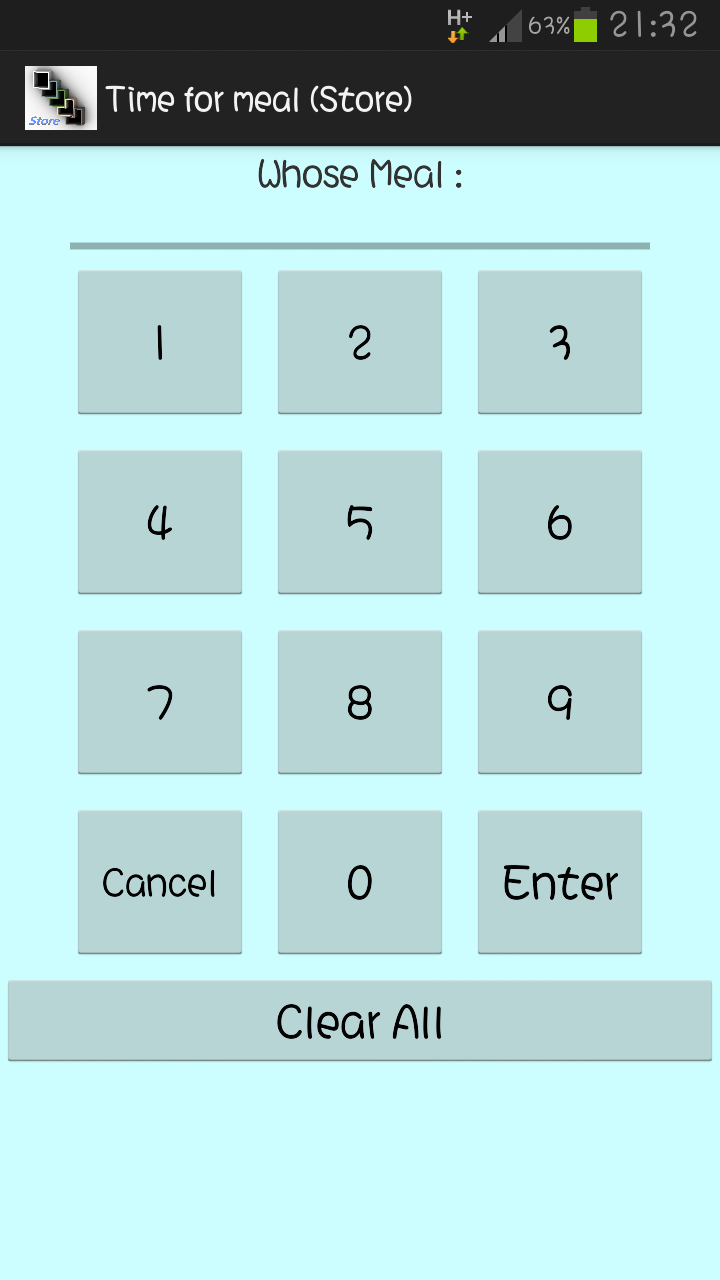 H+ 63% 21:32
Store Time for meal (Store)
Whose Meal :
1 2 3
4 5 6
7 8 9
Cancel 0 Enter
Clear All